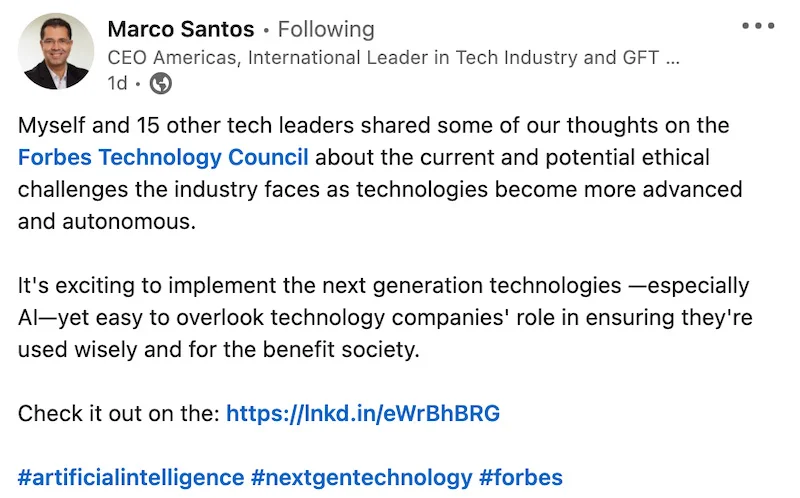 Marco Santos • Following
CEO Americas, International Leader in Tech Industry and GFT ...
1d •
Myself and 15 other tech leaders shared some of our thoughts on the
Forbes Technology Council about the current and potential ethical
challenges the industry faces as technologies become more advanced
and autonomous.
It's exciting to implement the next generation technologies —especially
AI—yet easy to overlook technology companies' role in ensuring they're
used wisely and for the benefit society.
Check it out on the: https://lnkd.in/eWrBhBRG
#artificialintelligence #nextgentechnology #forbes